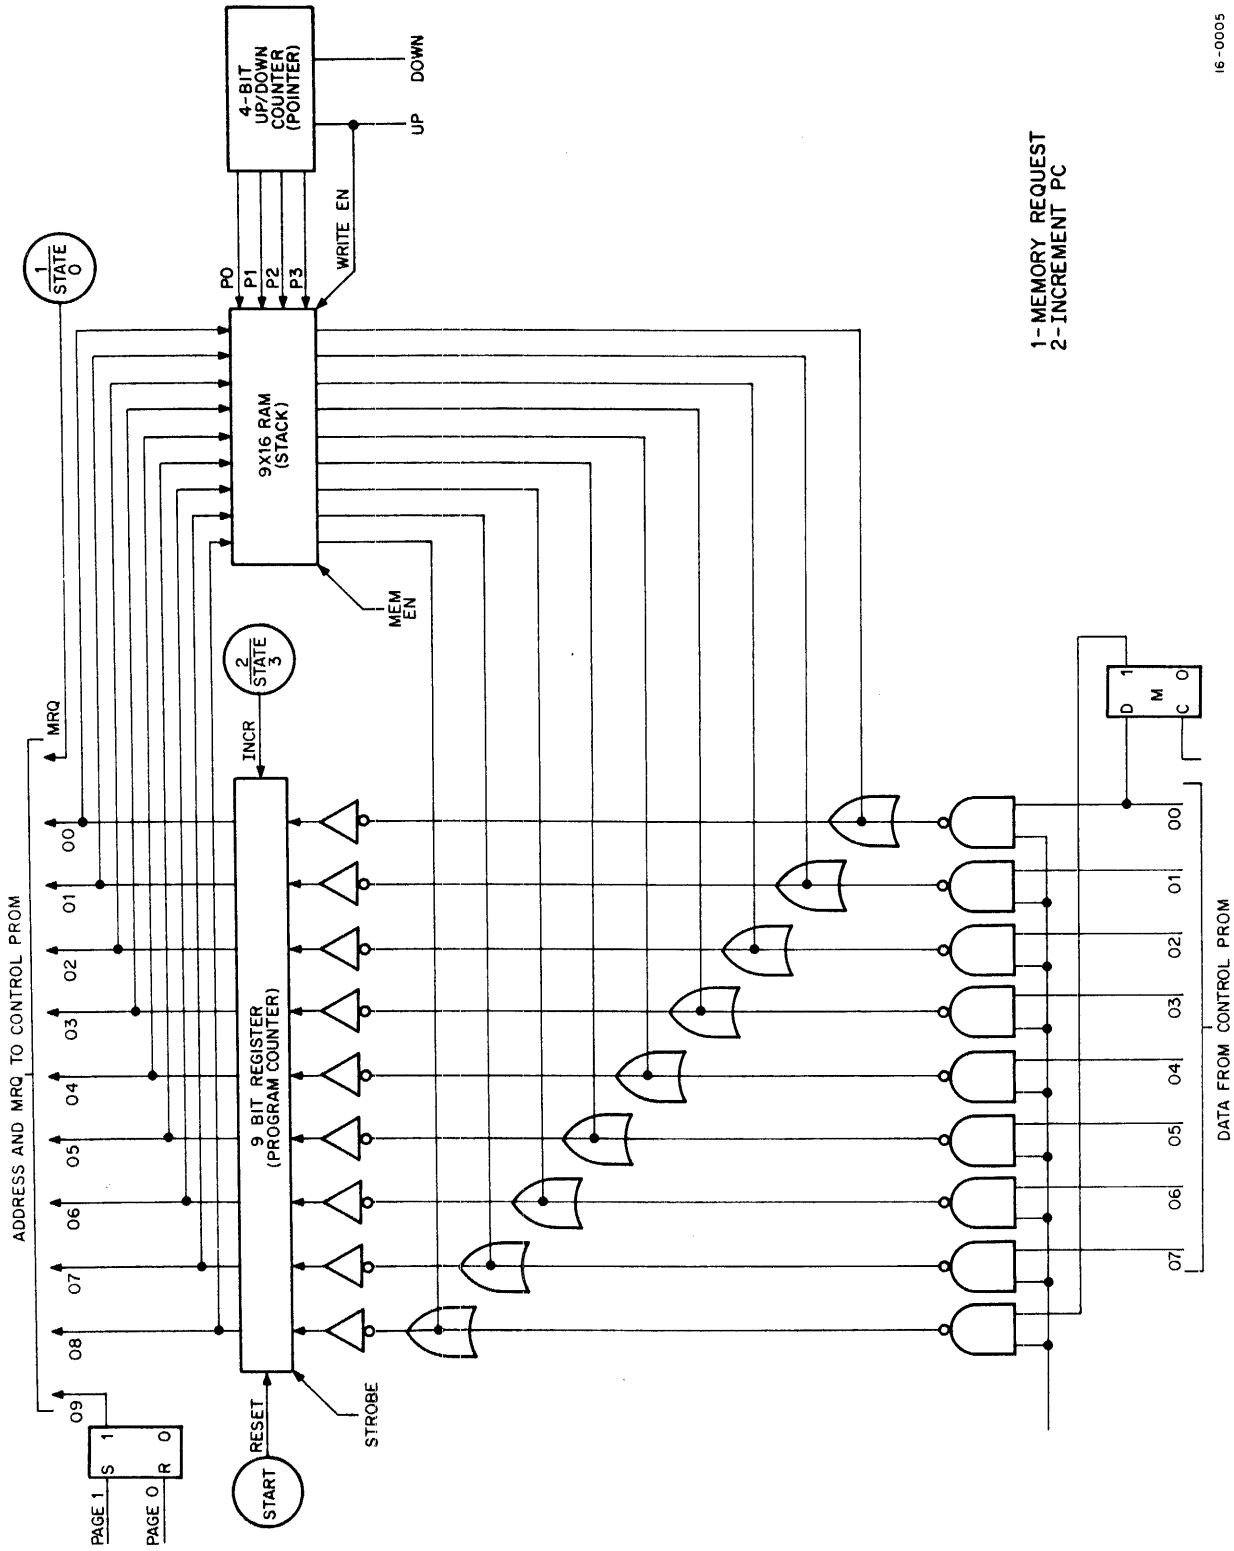 ADDRESS AND MRQ TO CONTROL PROM
PAGE 1
PAGE 0
S 1
R 0
09
08
07
06
05
04
03
02
01
00
MRQ
1
STATE
0
START
RESET
9 BIT REGISTER
(PROGRAM COUNTER)
STROBE
INCR
2
STATE
3
MEM
EN
9X16 RAM
(STACK)
P0
P1
P2
P3
WRITE EN
4-BIT
UP/DOWN
COUNTER
(POINTER)
UP
DOWN
D 1
M
C 0
07
06
05
04
03
02
01
00
DATA FROM CONTROL PROM
1-MEMORY REQUEST
2-INCREMENT PC
16-0005